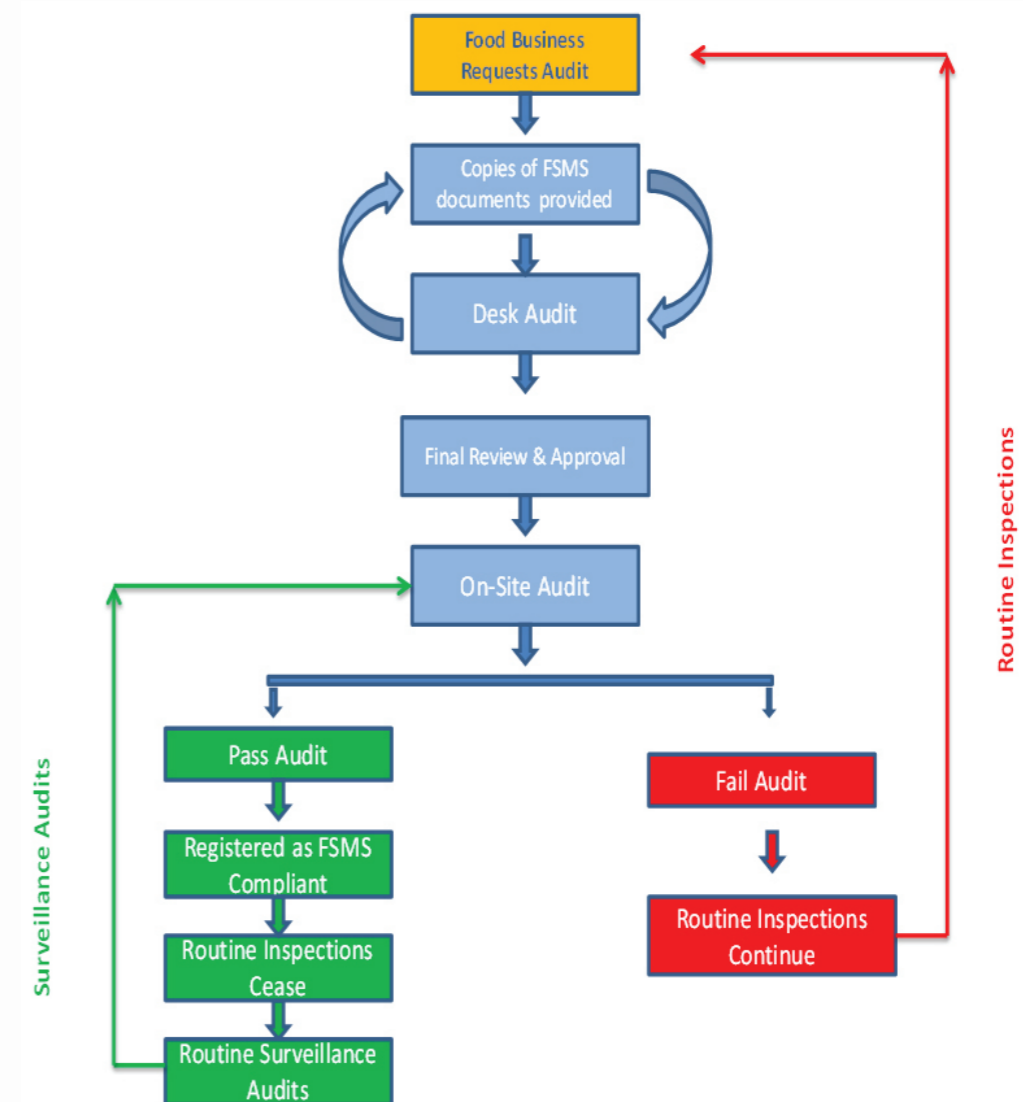 Food Business
Requests Audit
Copies of FSMS
documents provided
Desk Audit
Final Review & Approval
On-Site Audit
Pass Audit
Fail Audit
Registered as FSMS
Compliant
Routine Inspections
Continue
Routine Inspections
Cease
Routine Surveillance
Audits
Surveillance Audits
Routine Inspections